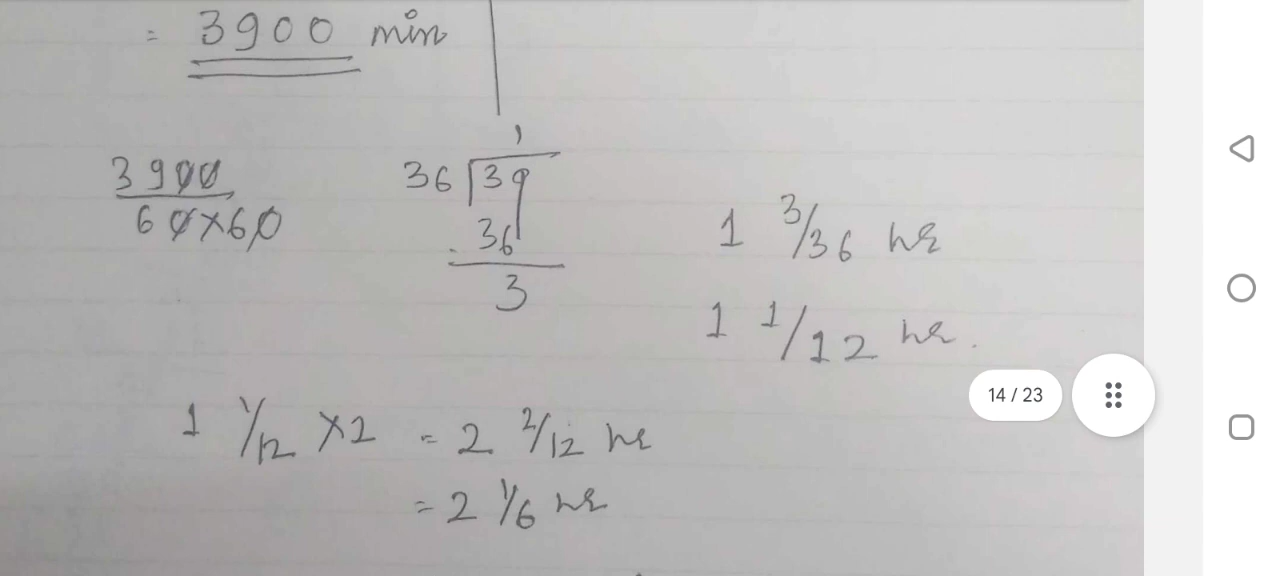 = 3900 min
3900
60×60
1
36 39
36
3
1 3/36 hr
1 1/12 hr.
14 / 23
1 1/12 ×2 = 2 2/12 hr
= 2 1/6 hr